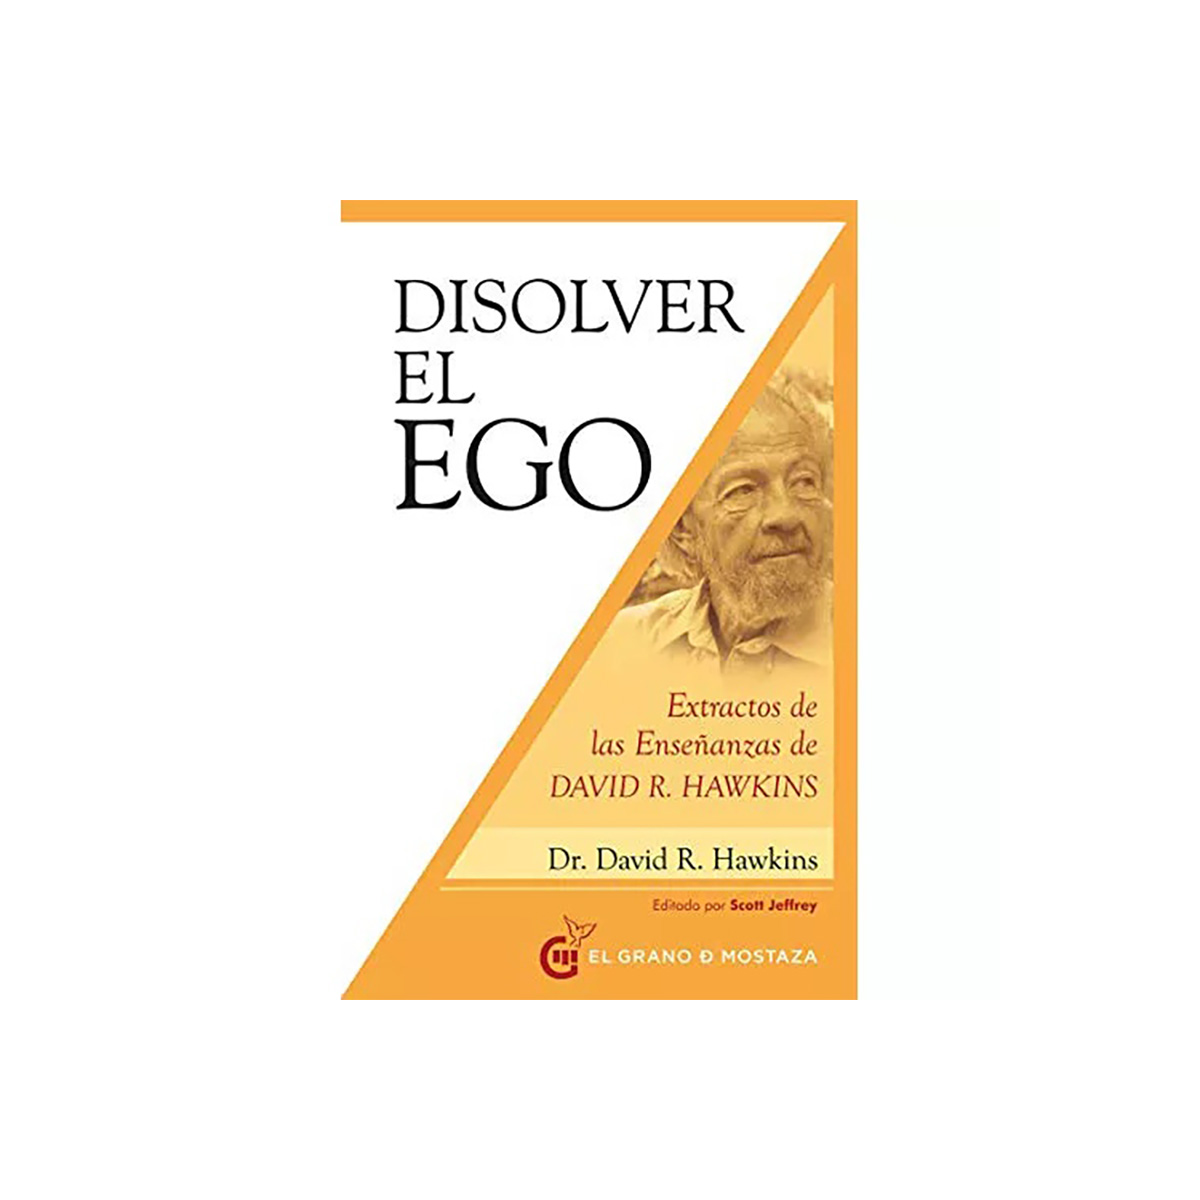 DISOLVER
EL
EGO
Extractos de
las Enseñanzas de
DAVID R. HAWKINS
Dr. David R. Hawkins
Editado por Scott Jeffrey
EL GRANO Đ MOSTAZA